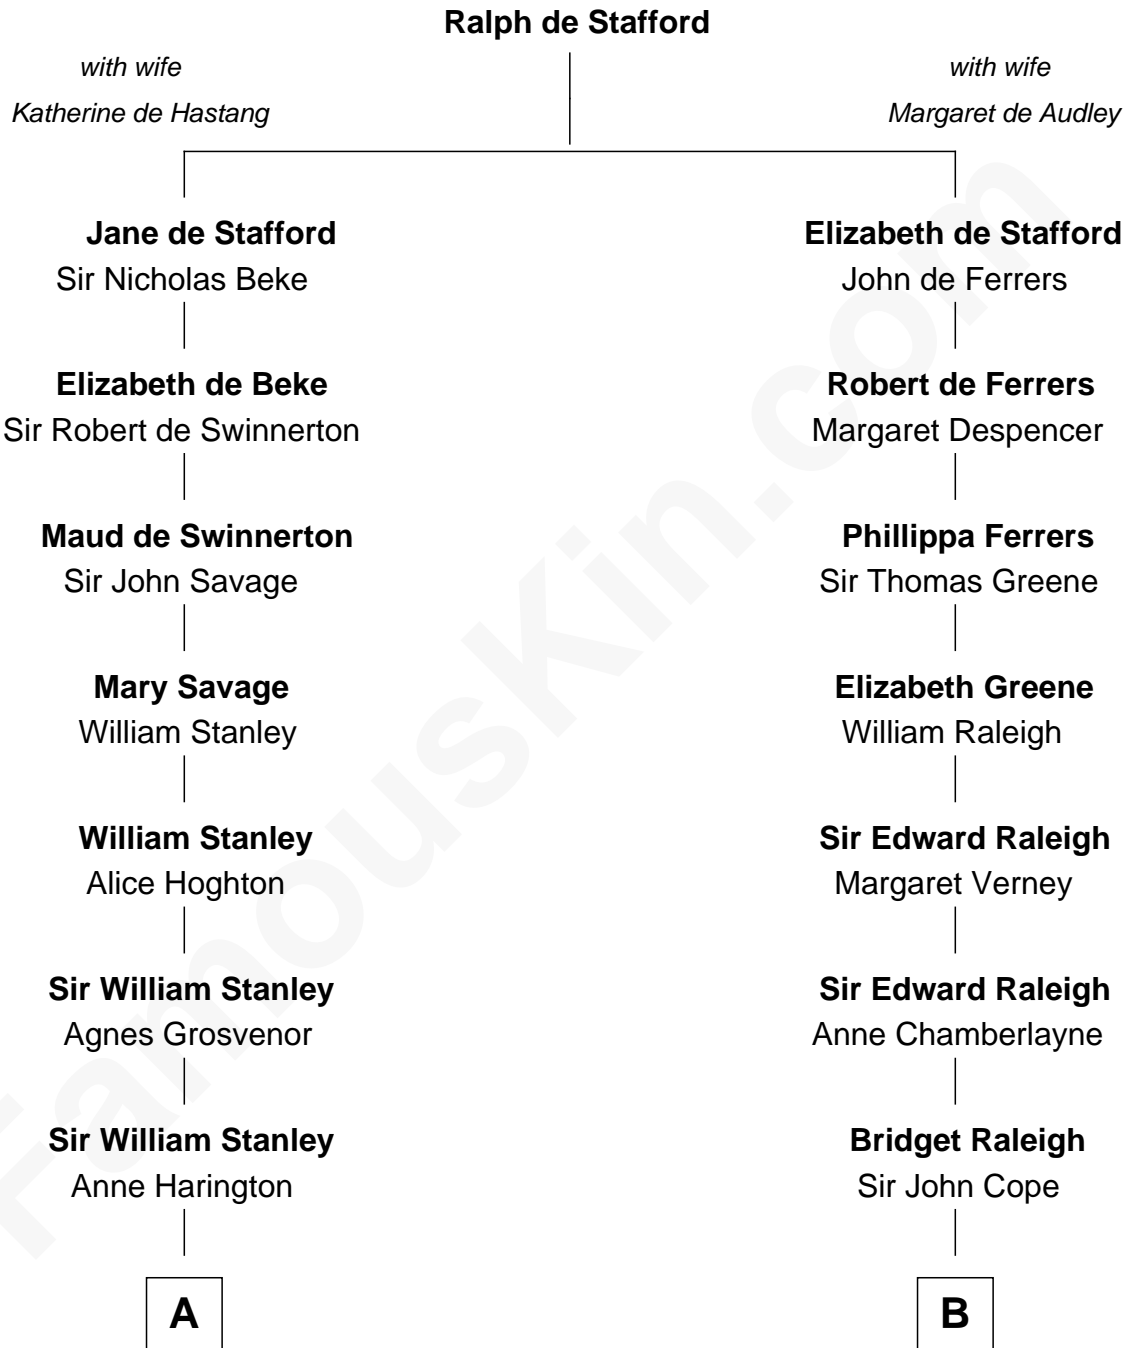 Ralph de Stafford
with wife
Katherine de Hastang
with wife
Margaret de Audley
Jane de Stafford
Sir Nicholas Beke
Elizabeth de Stafford
John de Ferrers
Elizabeth de Beke
Sir Robert de Swinnerton
Robert de Ferrers
Margaret Despencer
Maud de Swinnerton
Sir John Savage
Phillippa Ferrers
Sir Thomas Greene
Mary Savage
William Stanley
Elizabeth Greene
William Raleigh
William Stanley
Alice Hoghton
Sir Edward Raleigh
Margaret Verney
Sir William Stanley
Agnes Grosvenor
Sir Edward Raleigh
Anne Chamberlayne
Sir William Stanley
Anne Harington
Bridget Raleigh
Sir John Cope
A
B
FamousKin.com